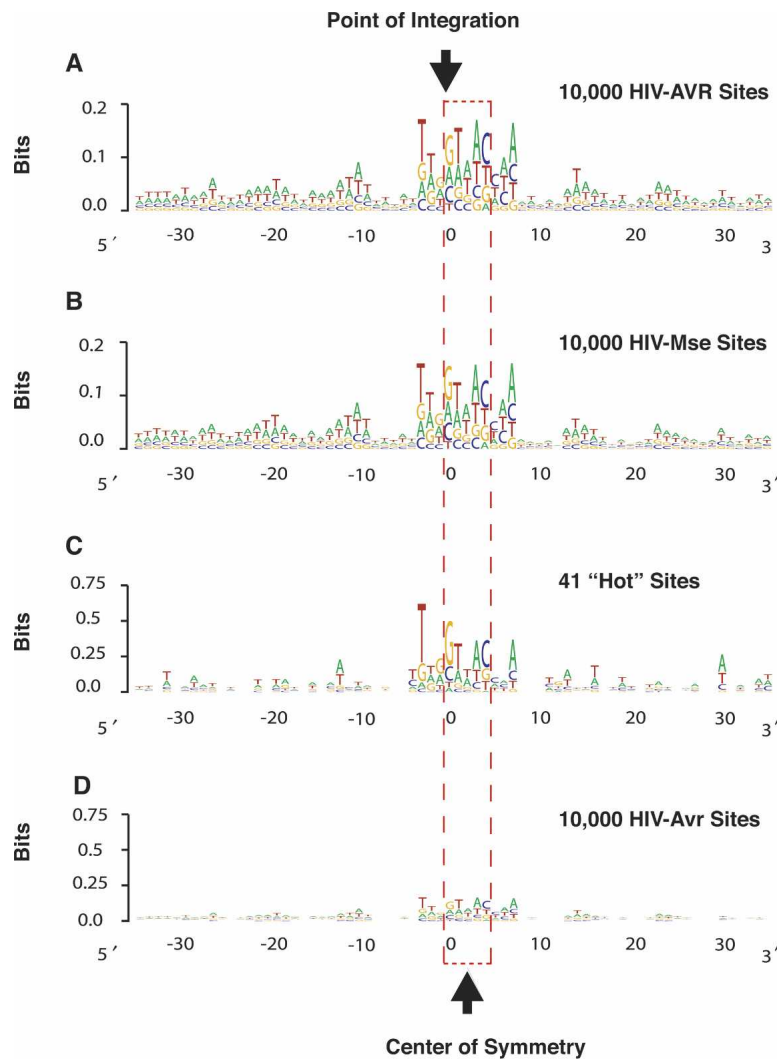 Point of Integration
A
10,000 HIV-AVR Sites
Bits
0.2
0.1
0.0
5 ′ -30 -20 -10 0 10 20 30 3
B
10,000 HIV-Mse Sites
Bits
0.2
0.1
0.0
5 ′ -30 -20 -10 0 10 20 30 3′
C
41 “Hot” Sites
Bits
0.75
0.5
0.25
0.0
5 ′ -30 -20 -10 0 10 20 30 3′
D
10,000 HIV-Avr Sites
Bits
0.75
0.5
0.25
0.0
5 ′ -30 -20 -10 0 10 20 30 3′
Center of Symmetry